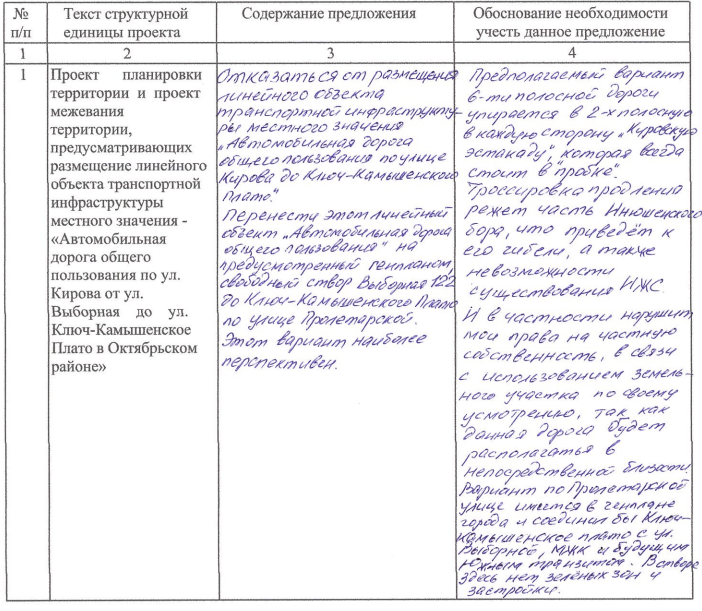 № п/п
Текст структурной единицы проекта
Содержание предложения
Обоснование необходимости учесть данное предложение
1
2
3
4
1
Проект планировки
территории и проект
межевания
территории,
предусматривающих
размещение линейного
объекта транспортной
инфраструктуры
местного значения -
«Автомобильная
дорога общего
пользования по ул.
Кирова от ул.
Выборная до ул.
Ключ-Камышенское
Плато в Октябрьском
районе»
Отказаться от размещения
линейного объекта
транспортной инфраструкту-
ры местного значения
„Автомобильная дорога
общего пользования по улице
Кирова до Ключ-Камышенского
Плато."
Перенести этот линейный
объект „Автомобильная дорога
общего пользования" на
предусмотренный генпланом,
свободный створ Выборная 122
до Ключ-Камышенского Плато
по улице Пролетарской.
Этот вариант наиболее
перспективен.
Предполагаемый вариант
6-ти полосной дороги
упирается в 2-х полосную
в каждую сторону „Кировскую
эстакаду", которая всегда
стоит в "пробке".
Трассировка продления
режет часть Инюшенского
бора, что приведёт к
его гибели, а также
невозможности
существования ИЖС.
И в частности нарушит
мои права на частную
собственность, в связи
с использованием земель-
ного участка по своему
усмотрению, так как
данная дорога будет
располагатья в
непосредственной близости.
Вариант по Пролетарской
улице имется в генплане
города и соединил бы Ключ-
Камышенское плато с ул.
Выборной, МЖК и будущим
Южным транзитом. В створе
здесь нет зелёных зон и
застройки.